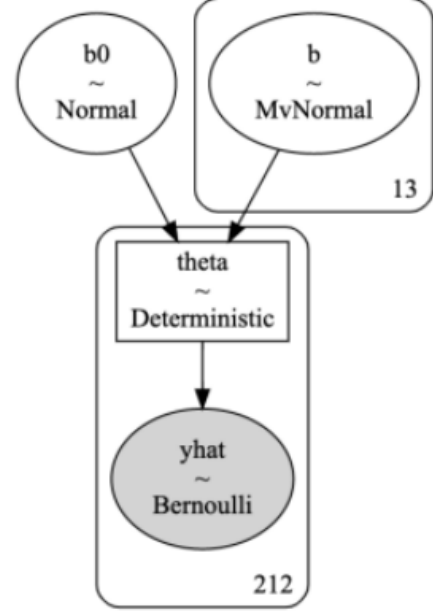 b0
~
Normal
b
~
MvNormal
13
theta
~
Deterministic
yhat
~
Bernoulli
212